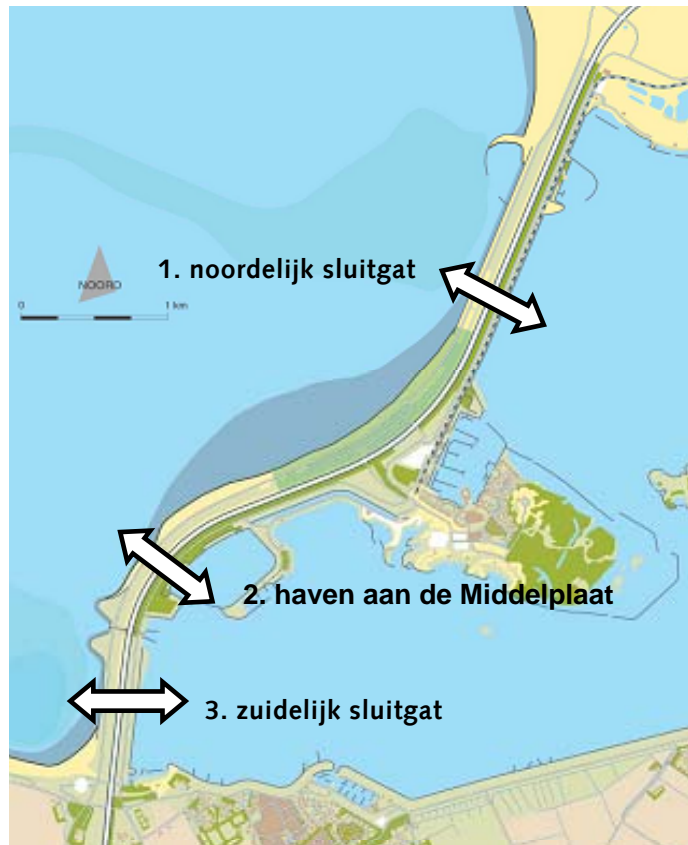 1. noordelijk sluitgat
NOORD
0 1 km
2. haven aan de Middelplaat
3. zuidelijk sluitgat